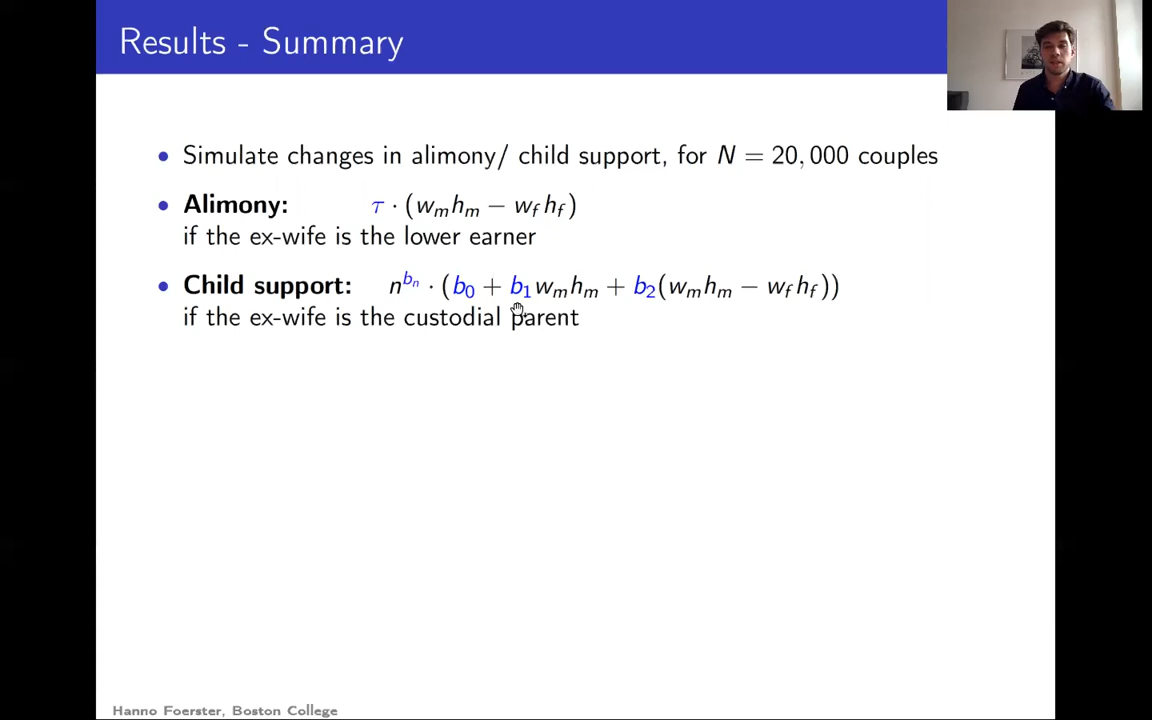 Results - Summary
Simulate changes in alimony/ child support, for N = 20,000 couples
Alimony: τ · (w_m h_m − w_f h_f)
if the ex-wife is the lower earner
Child support: n^{b_n} · (b_0 + b_1 w_m h_m + b_2(w_m h_m − w_f h_f))
if the ex-wife is the custodial parent
Hanno Foerster, Boston College